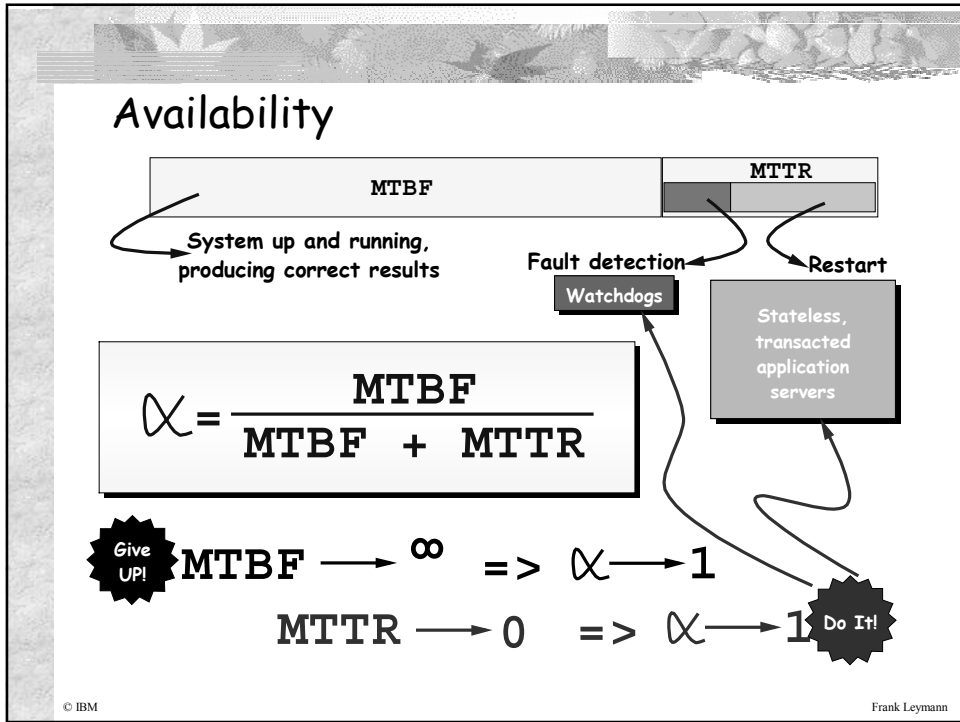 Availability
MTBF
MTTR
System up and running,
producing correct results
Fault detection
Restart
Watchdogs
Stateless,
transacted
application
servers
∝ =
MTBF
MTBF + MTTR
Give
UP!
MTBF → ∞ => ∝ → 1
MTTR → 0 => ∝ → 1
Do It!
© IBM
Frank Leymann